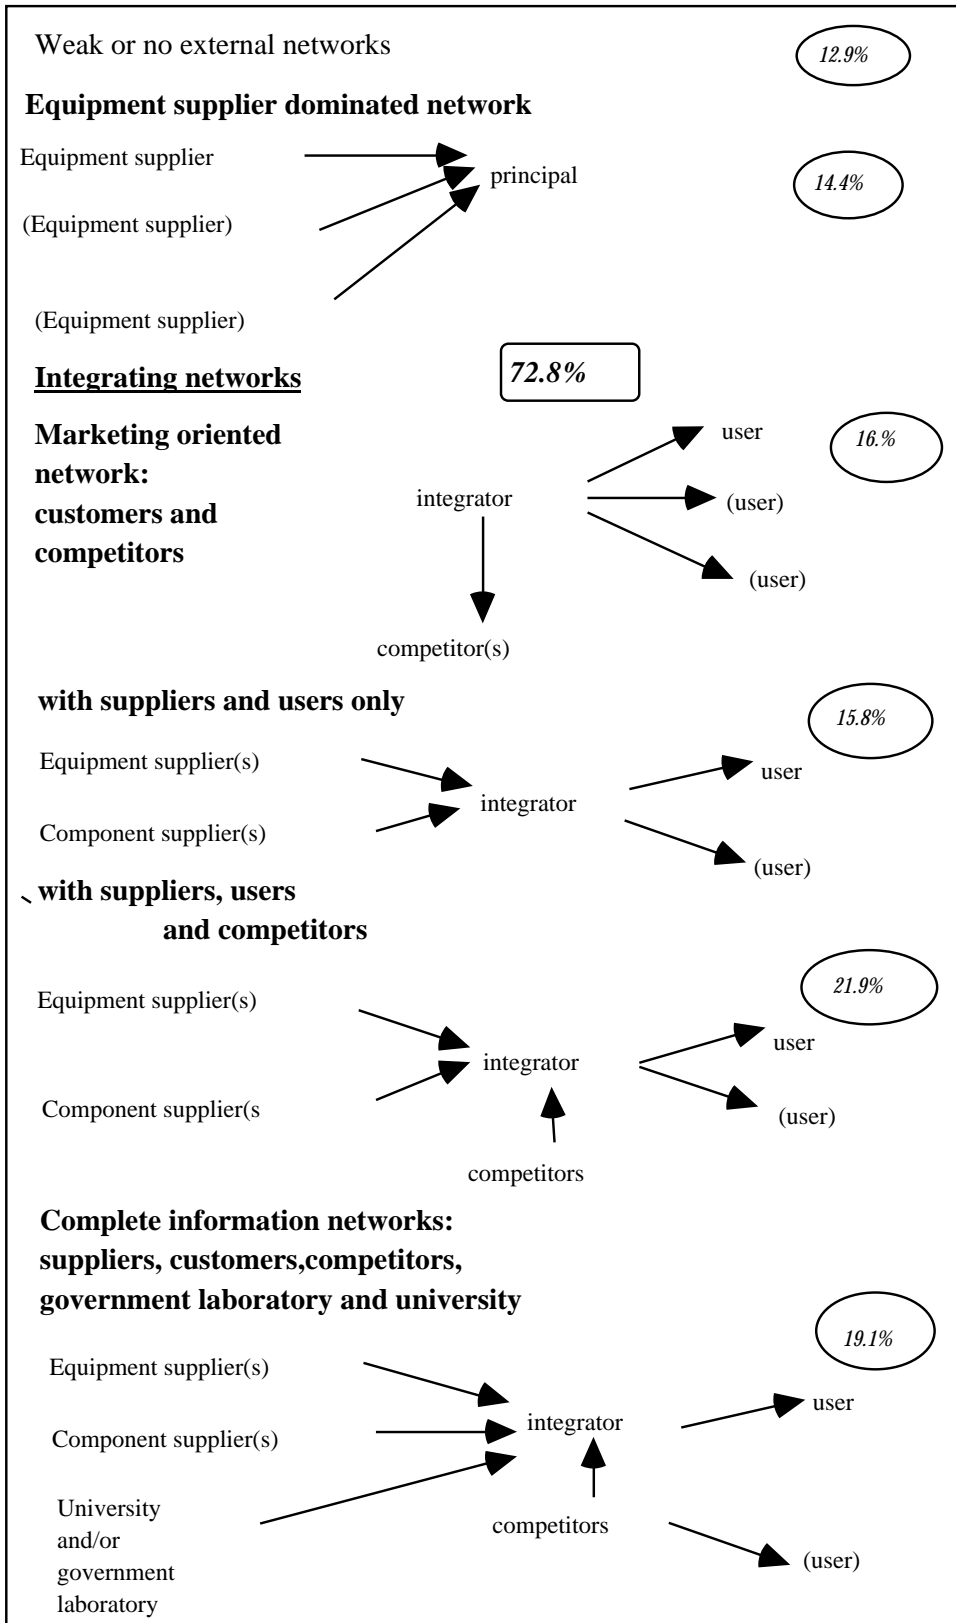 Weak or no external networks
12.9%
Equipment supplier dominated network
Equipment supplier
principal
14.4%
(Equipment supplier)
(Equipment supplier)
Integrating networks
72.8%
Marketing oriented
network:
customers and
competitors
user
16.%
integrator
(user)
(user)
competitor(s)
with suppliers and users only
15.8%
Equipment supplier(s)
user
integrator
Component supplier(s)
(user)
with suppliers, users
and competitors
21.9%
Equipment supplier(s)
user
integrator
Component supplier(s
(user)
competitors
Complete information networks:
suppliers, customers,competitors,
government laboratory and university
19.1%
Equipment supplier(s)
user
integrator
Component supplier(s)
University
and/or
government
laboratory
competitors
(user)